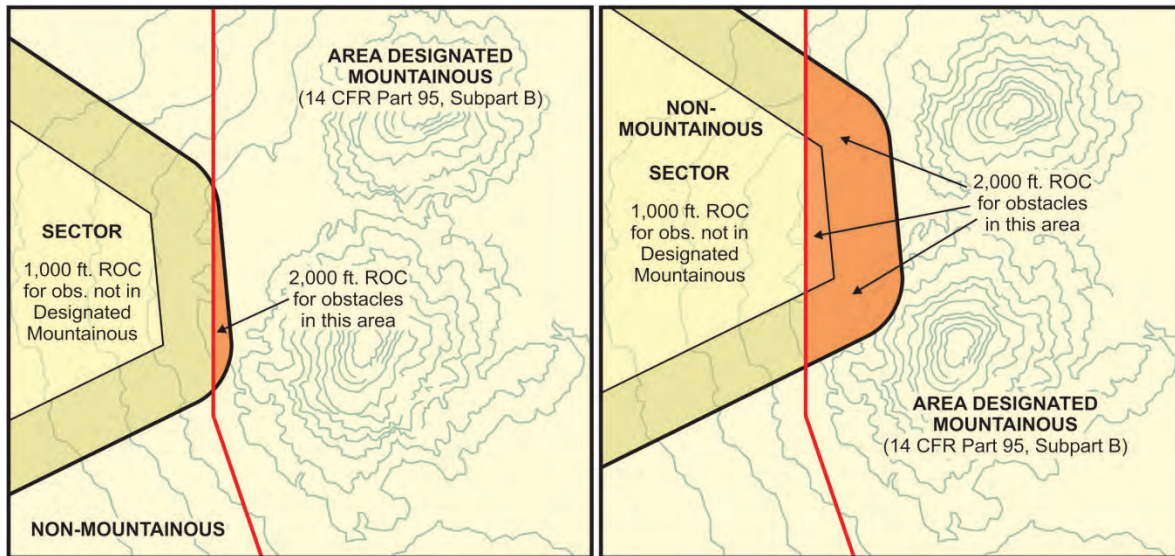 AREA DESIGNATED
MOUNTAINOUS
(14 CFR Part 95, Subpart B)
SECTOR
1,000 ft. ROC
for obs. not in
Designated
Mountainous
2,000 ft. ROC
for obstacles
in this area
NON-MOUNTAINOUS
NON-
MOUNTAINOUS
SECTOR
1,000 ft. ROC
for obs. not in
Designated
Mountainous
2,000 ft. ROC
for obstacles
in this area
AREA DESIGNATED
MOUNTAINOUS
(14 CFR Part 95, Subpart B)